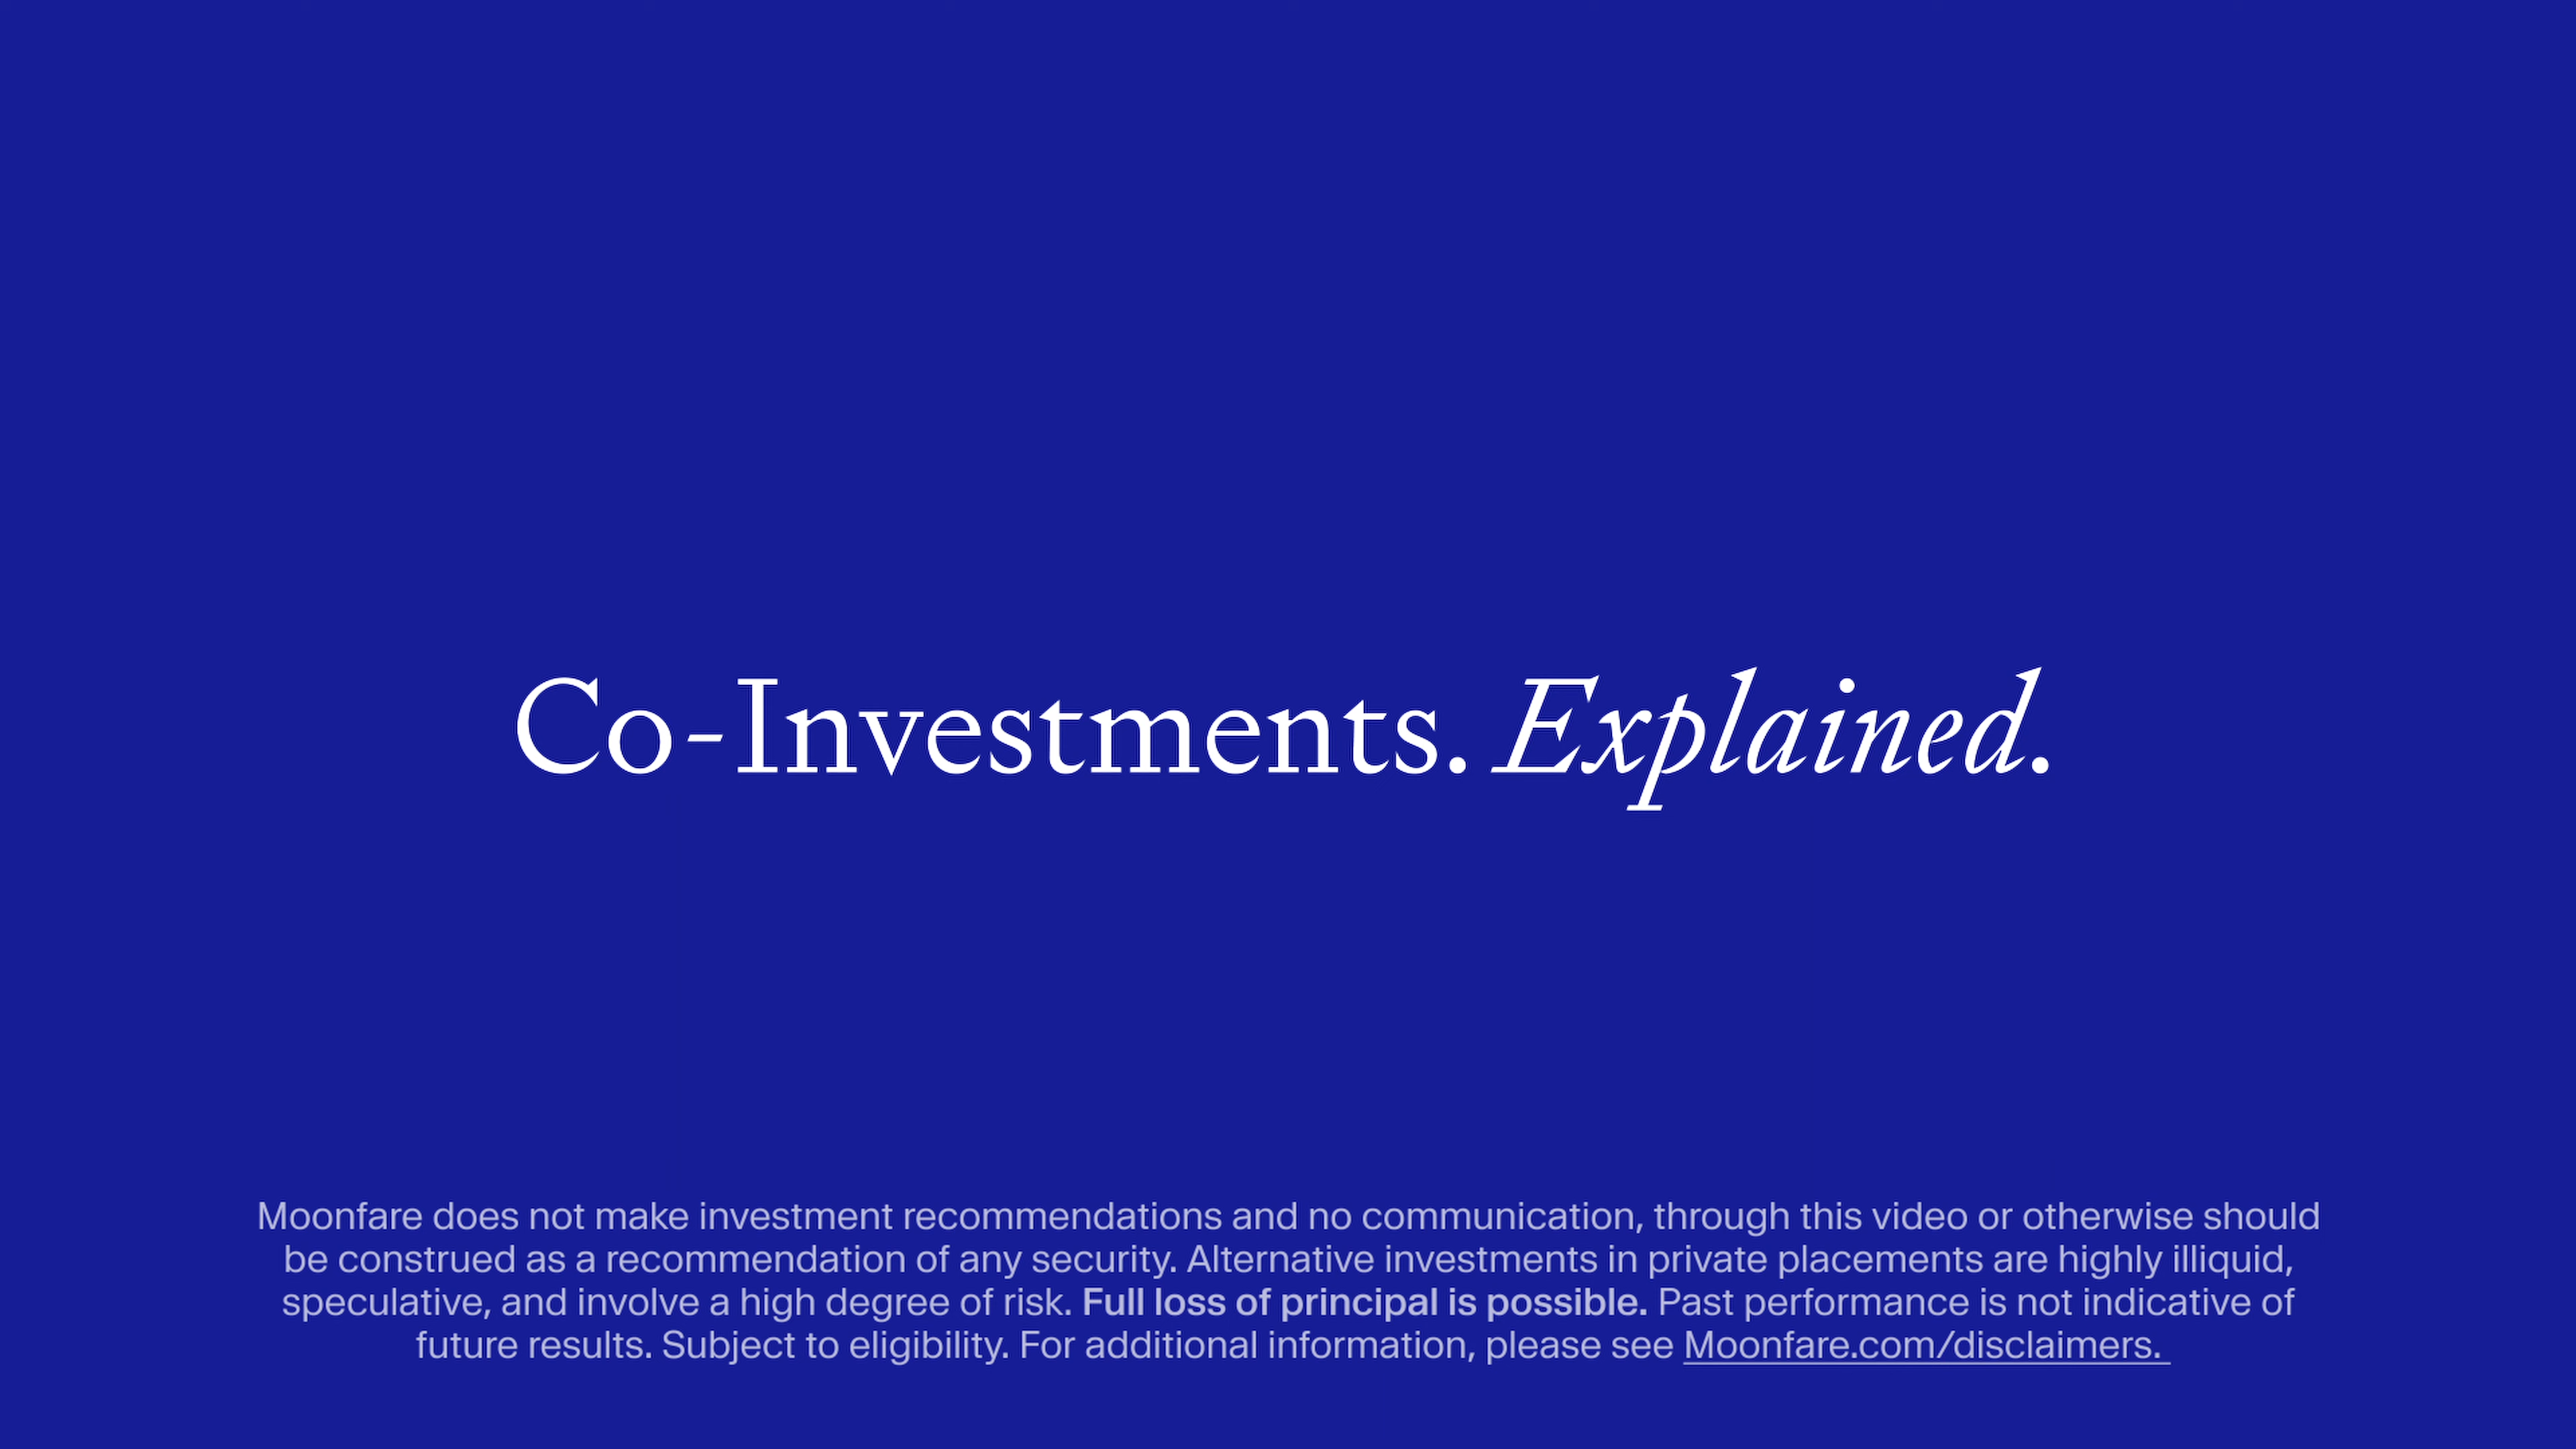 Co-Investments. Explained.
Moonfare does not make investment recommendations and no communication, through this video or otherwise should
be construed as a recommendation of any security. Alternative investments in private placements are highly illiquid,
speculative, and involve a high degree of risk. Full loss of principal is possible. Past performance is not indicative of
future results. Subject to eligibility. For additional information, please see Moonfare.com/disclaimers.